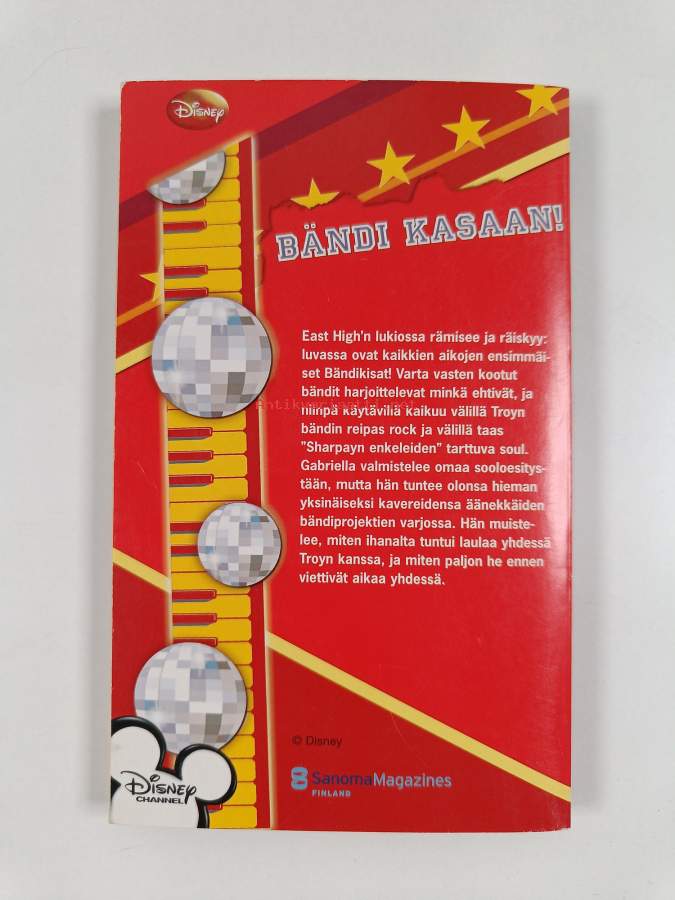 Disney
BÄNDI KASAAN!
East High'n lukiossa rämisee ja räiskyy:
luvassa ovat kaikkien aikojen ensimmäi-
set Bändikisat! Varta vasten kootut
bändit harjoittelevat minkä ehtivät, ja
niinpä käytävillä kaikuu välillä Troyn
bändin reipas rock ja välillä taas
"Sharpayn enkeleiden" tarttuva soul.
Gabriella valmistelee omaa sooloesitys-
tään, mutta hän tuntee olonsa hieman
yksinäiseksi kavereidensa äänekkäiden
bändiprojektien varjossa. Hän muiste-
lee, miten ihanalta tuntui laulaa yhdessä
Troyn kanssa, ja miten paljon he ennen
viettivät aikaa yhdessä.
Antikvariaatti.net
© Disney
SanomaMagazines
FINLAND
Disney
CHANNEL